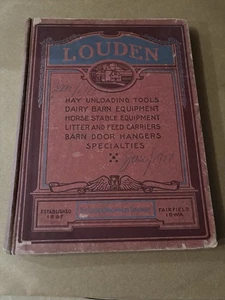 LOUDEN
HAY UNLOADING TOOLS
DAIRY BARN EQUIPMENT
HORSE STABLE EQUIPMENT
LITTER AND FEED CARRIERS
BARN DOOR HANGERS
SPECIALTIES
ESTABLISHED
1867
FAIRFIELD
IOWA